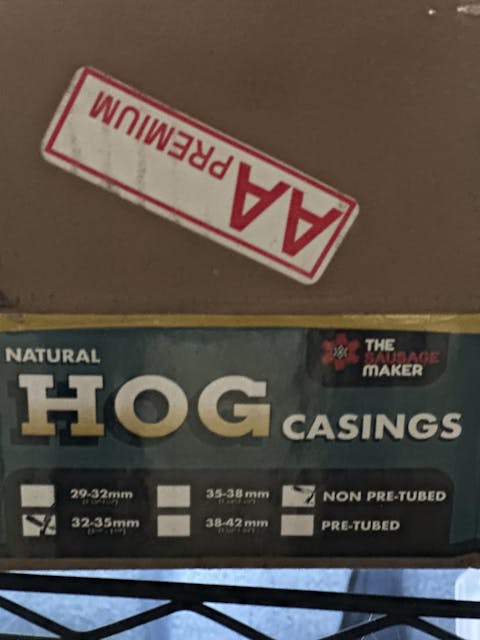 AA PREMIUM
NATURAL
HOG CASINGS
THE
SAUSAGE
MAKER
29-32mm
35-38mm
NON PRE-TUBED
32-35mm
38-42mm
PRE-TUBED